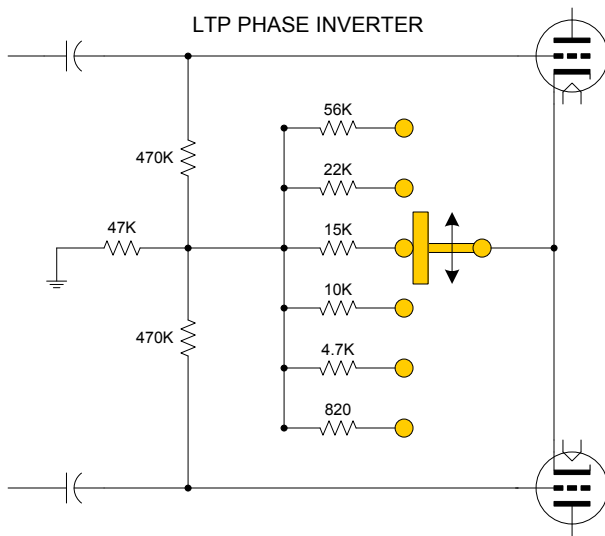 LTP PHASE INVERTER
56K
470K
22K
47K
15K
10K
470K
4.7K
820